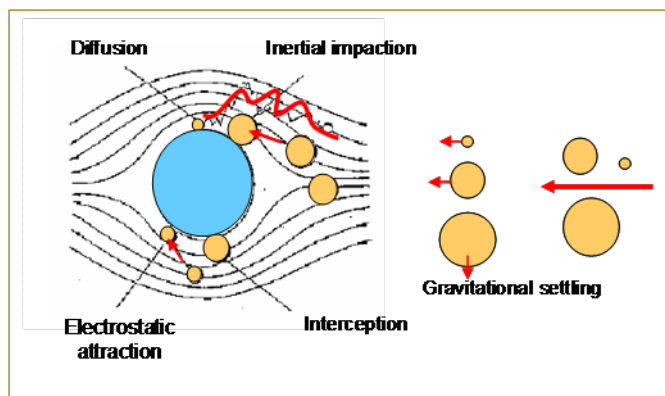 Diffusion
Inertial impaction
Gravitational settling
Electrostatic
attraction
Interception